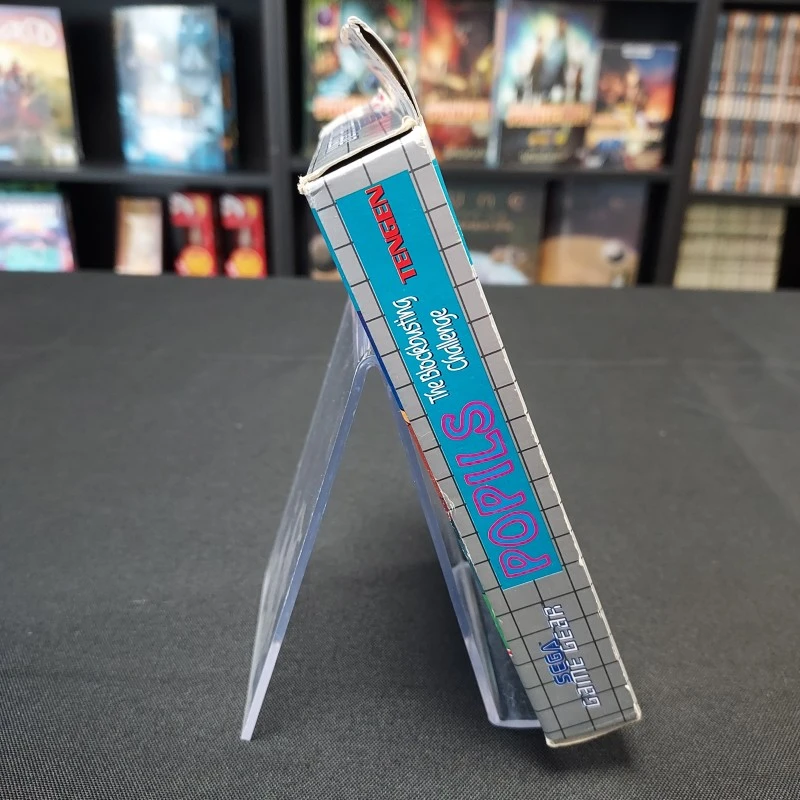 TENGEN
The Blockbusting
Challenge
POPILS
SEGA
GAME GEAR